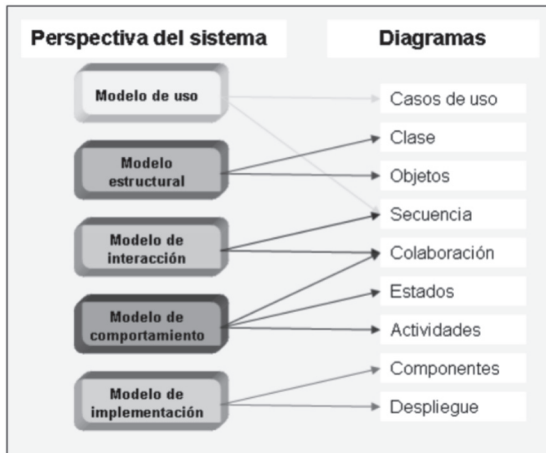 Perspectiva del sistema
Diagramas
Modelo de uso
Modelo
estructural
Modelo de
interacción
Modelo de
comportamiento
Modelo de
implementación
Casos de uso
Clase
Objetos
Secuencia
Colaboración
Estados
Actividades
Componentes
Despliegue